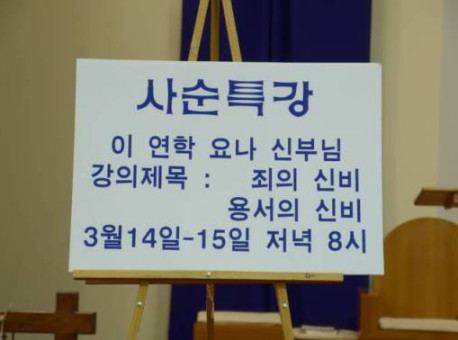 사순특강
이 연학 요나 신부님
강의제목 : 죄의 신비
용서의 신비
3월14일-15일 저녁 8시